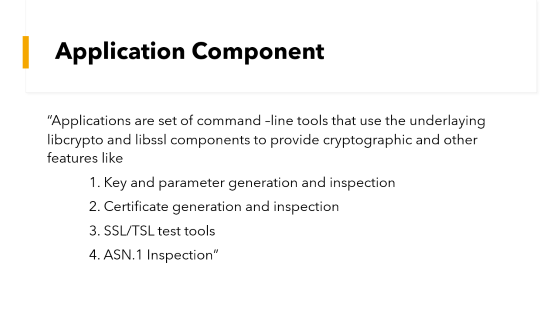 Application Component
“Applications are set of command –line tools that use the underlaying
libcrypto and libssl components to provide cryptographic and other
features like
1. Key and parameter generation and inspection
2. Certificate generation and inspection
3. SSL/TSL test tools
4. ASN.1 Inspection“